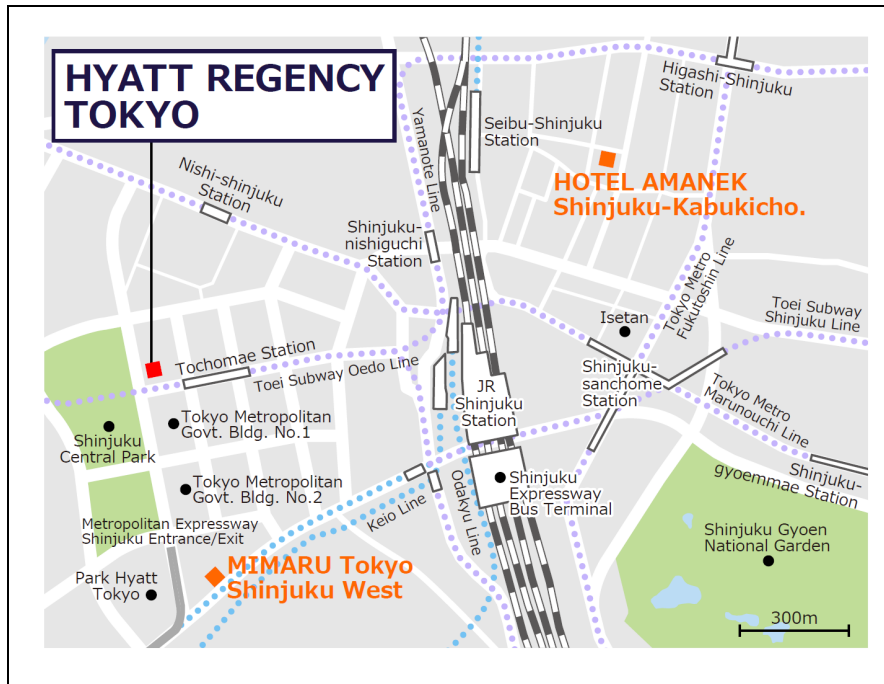 HYATT REGENCY
TOKYO
Higashi-Shinjuku
Station
Yamanote Line
Seibu-Shinjuku
Station
Nishi-shinjuku
Station
HOTEL AMANEK
Shinjuku-Kabukicho.
Shinjuku-
nishiguchi
Station
Tokyo Metro
Fukutoshin Line
Isetan
Toei Subway
Shinjuku Line
Tochomae Station
Toei Subway Oedo Line
Shinjuku-
sanchome
Station
JR
Shinjuku
Station
Tokyo Metro
Marunouchi Line
Tokyo Metropolitan
Govt. Bldg. No.1
Shinjuku
Central Park
Shinjuku-
gyoemmae Station
Tokyo Metropolitan
Govt. Bldg. No.2
Keio Line
Odakyu Line
Shinjuku
Expressway
Bus Terminal
Metropolitan Expressway
Shinjuku Entrance/Exit
Shinjuku Gyoen
National Garden
MIMARU Tokyo
Shinjuku West
Park Hyatt
Tokyo
300m